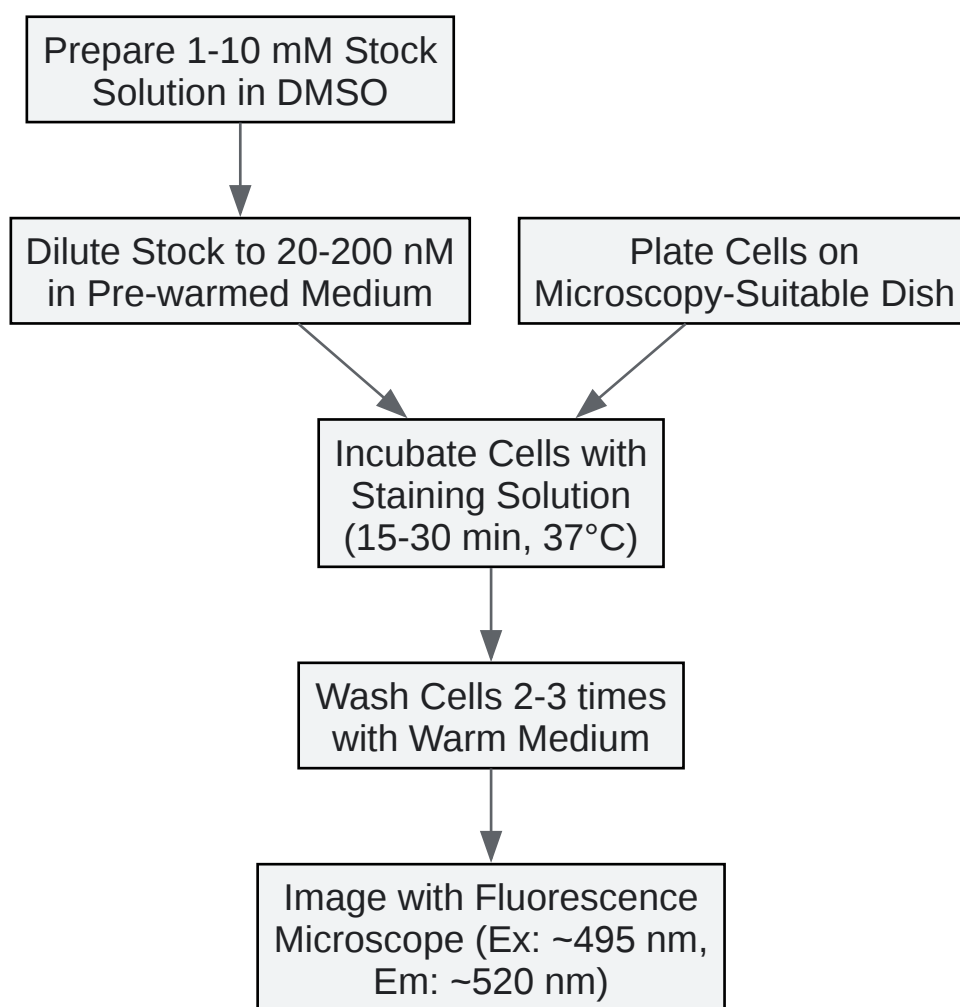 Prepare 1-10 mM Stock
Solution in DMSO
Dilute Stock to 20-200 nM
in Pre-warmed Medium
Plate Cells on
Microscopy-Suitable Dish
Incubate Cells with
Staining Solution
(15-30 min, 37°C)
Wash Cells 2-3 times
with Warm Medium
Image with Fluorescence
Microscope (Ex: ~495 nm,
Em: ~520 nm)